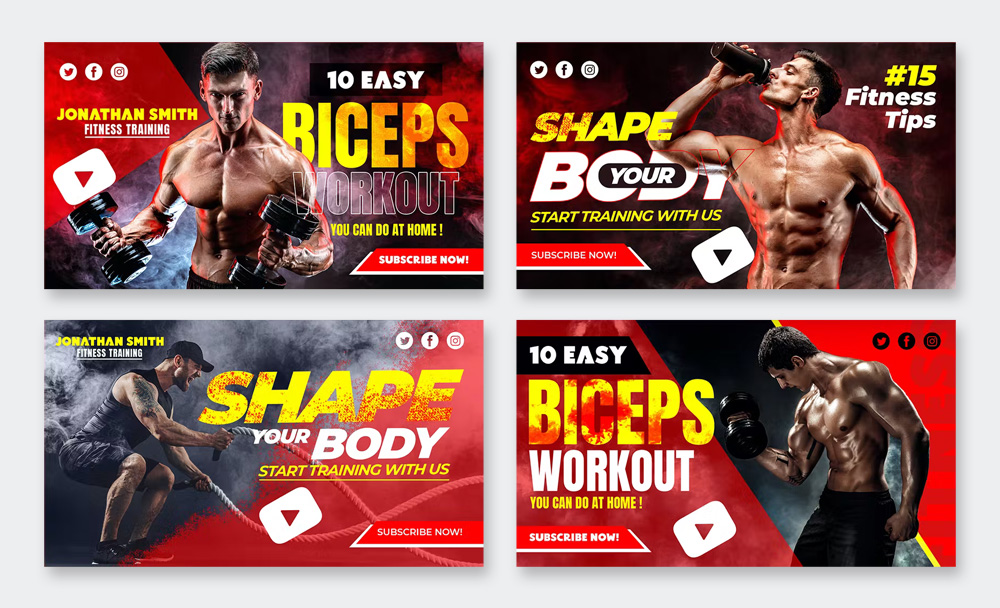 JONATHAN SMITH
FITNESS TRAINING
10 EASY
BICEPS
WORKOUT
YOU CAN DO AT HOME !
SUBSCRIBE NOW!
#15
Fitness
Tips
SHAPE
YOUR
BODY
START TRAINING WITH US
SUBSCRIBE NOW!
JONATHAN SMITH
FITNESS TRAINING
SHAPE
YOUR BODY
START TRAINING WITH US
SUBSCRIBE NOW!
10 EASY
BICEPS
WORKOUT
YOU CAN DO AT HOME !
SUBSCRIBE NOW!